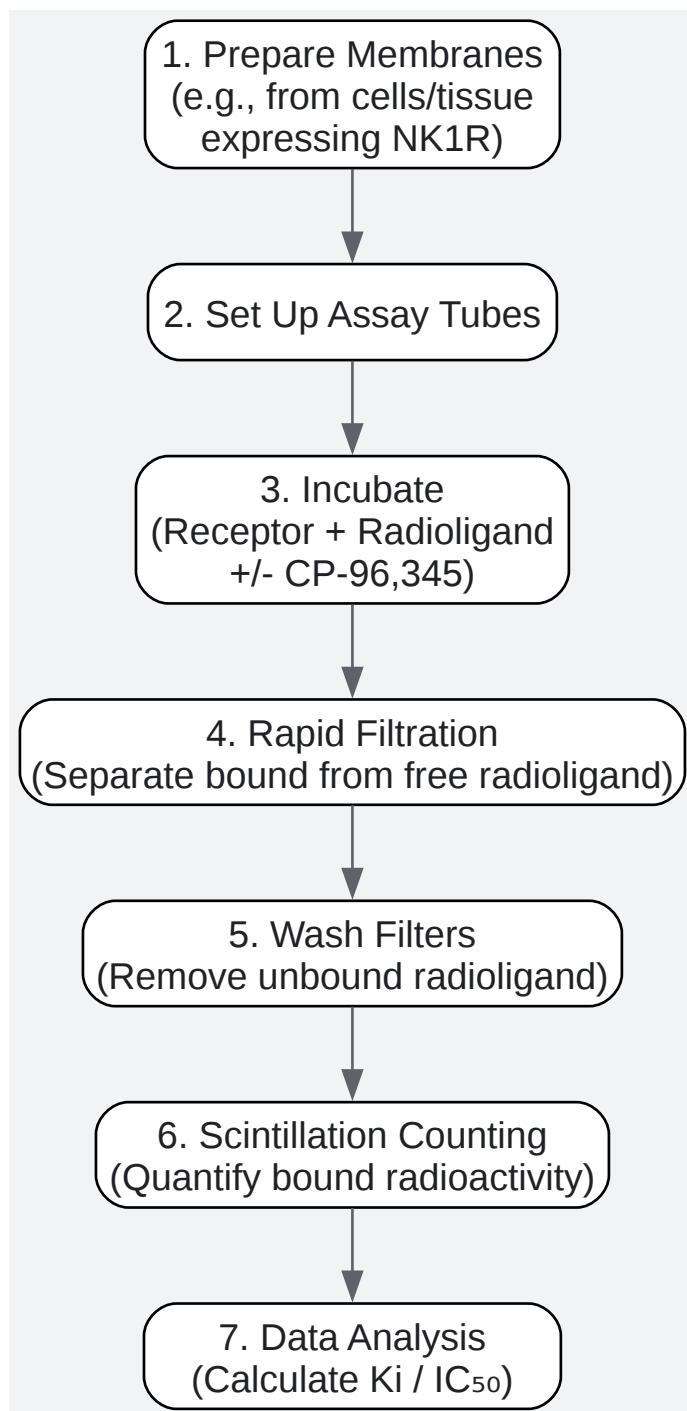 1. Prepare Membranes
(e.g., from cells/tissue
expressing NK1R)
2. Set Up Assay Tubes
3. Incubate
(Receptor + Radioligand
+/- CP-96,345)
4. Rapid Filtration
(Separate bound from free radioligand)
5. Wash Filters
(Remove unbound radioligand)
6. Scintillation Counting
(Quantify bound radioactivity)
7. Data Analysis
(Calculate Ki / IC₅₀)